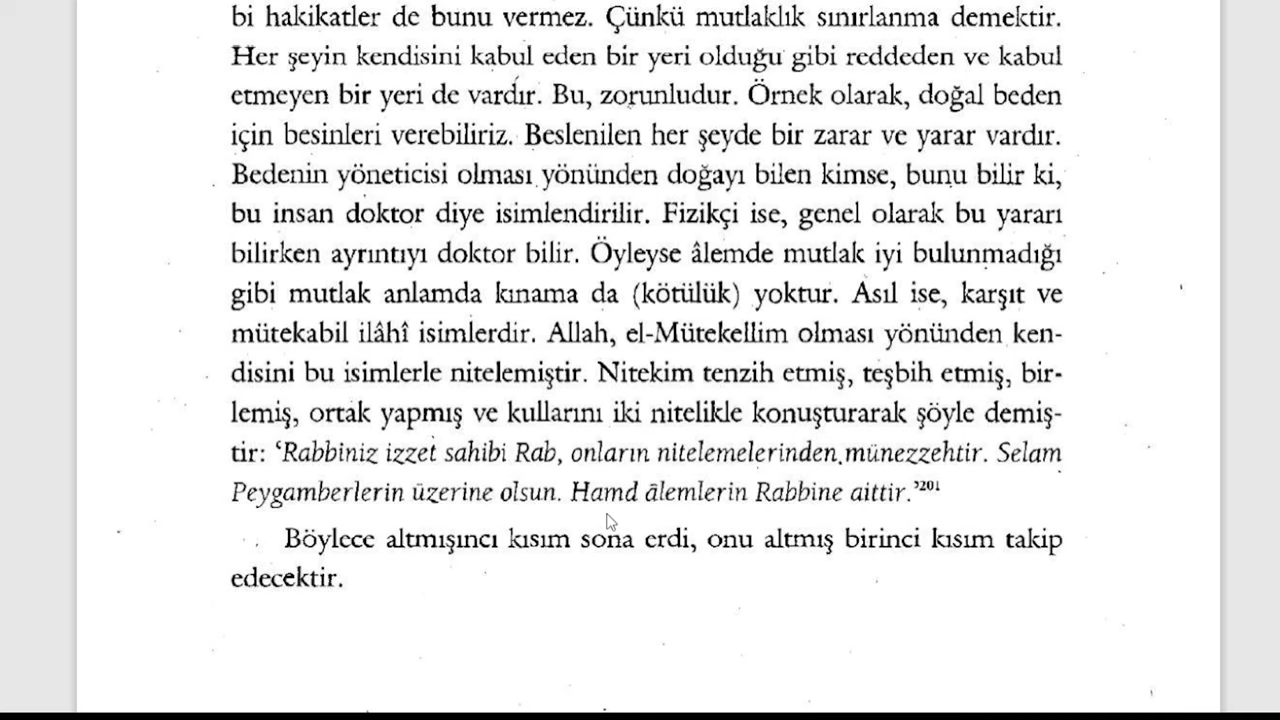 bi hakikatler de bunu vermez. Çünkü mutlaklık sınırlanma demektir.
Her şeyin kendisini kabul eden bir yeri olduğu gibi reddeden ve kabul
etmeyen bir yeri de vardır. Bu, zorunludur. Örnek olarak, doğal beden
için besinleri verebiliriz. Beslenilen her şeyde bir zarar ve yarar vardır.
Bedenin yöneticisi olması yönünden doğayı bilen kimse, bunu bilir ki,
bu insan doktor diye isimlendirilir. Fizikçi ise, genel olarak bu yararı
bilirken ayrıntıyı doktor bilir. Öyleyse âlemde mutlak iyi bulunmadığı
gibi mutlak anlamda kınama da (kötülük) yoktur. Asıl ise, karşıt ve
mütekabil ilâhî isimlerdir. Allah, el-Mütekellim olması yönünden ken-
disini bu isimlerle nitelemiştir. Nitekim tenzih etmiş, teşbih etmiş, bir-
lemiş, ortak yapmış ve kullarını iki nitelikle konuşturarak şöyle demiş-
tir: ‘Rabbiniz izzet sahibi Rab, onların nitelemelerinden münezzehtir. Selam
Peygamberlerin üzerine olsun. Hamd âlemlerin Rabbine aittir.’201
Böylece altmışıncı kısım sona erdi, onu altmış birinci kısım takip
edecektir.